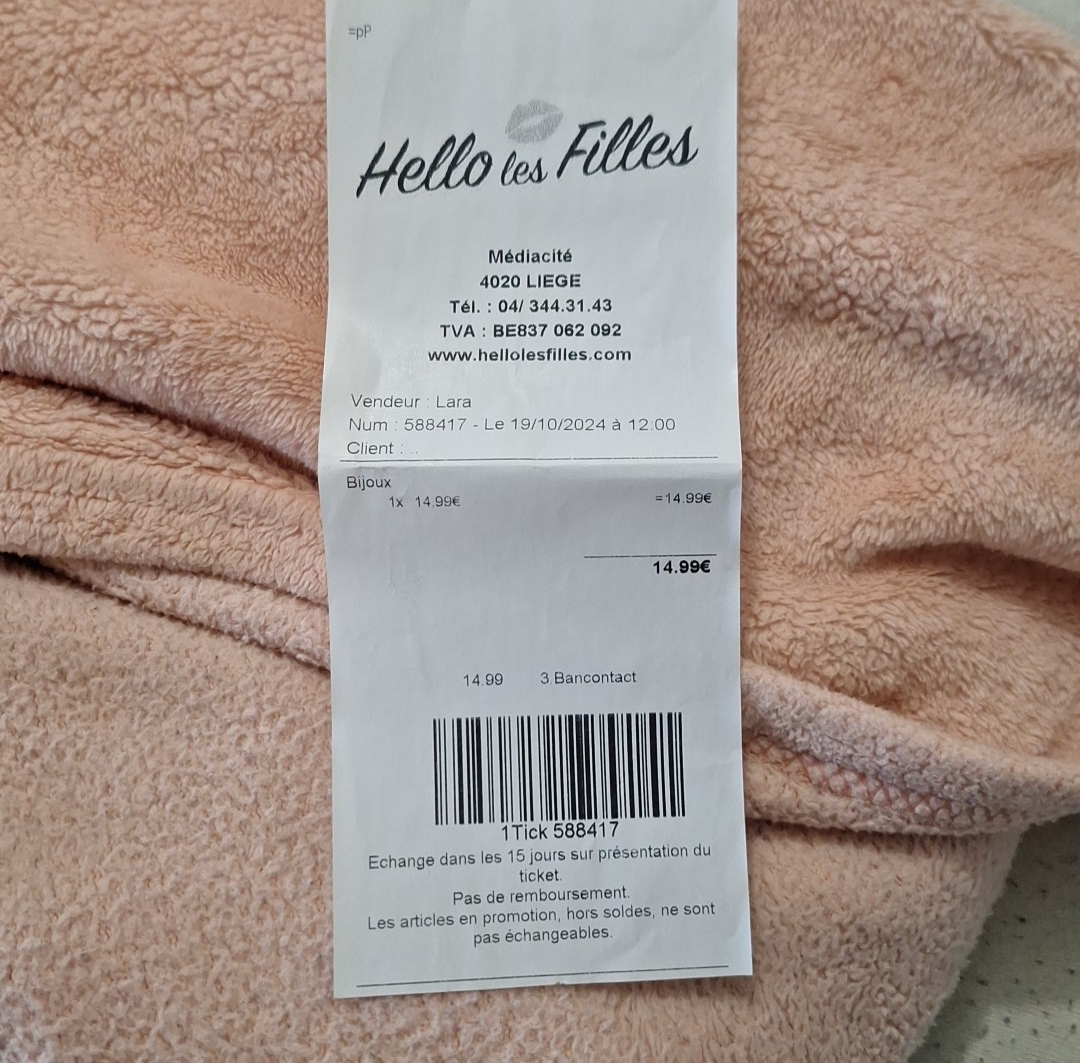 =pP
Hello les Filles
Médiacité
4020 LIEGE
Tél. : 04/ 344.31.43
TVA : BE837 062 092
www.hellolesfilles.com
Vendeur : Lara
Num : 588417 - Le 19/10/2024 à 12:00
Client : ..
Bijoux
1x 14.99€ =14.99€
14.99€
14.99 3 Bancontact
1Tick 588417
Echange dans les 15 jours sur présentation du
ticket.
Pas de remboursement.
Les articles en promotion, hors soldes, ne sont
pas échangeables.